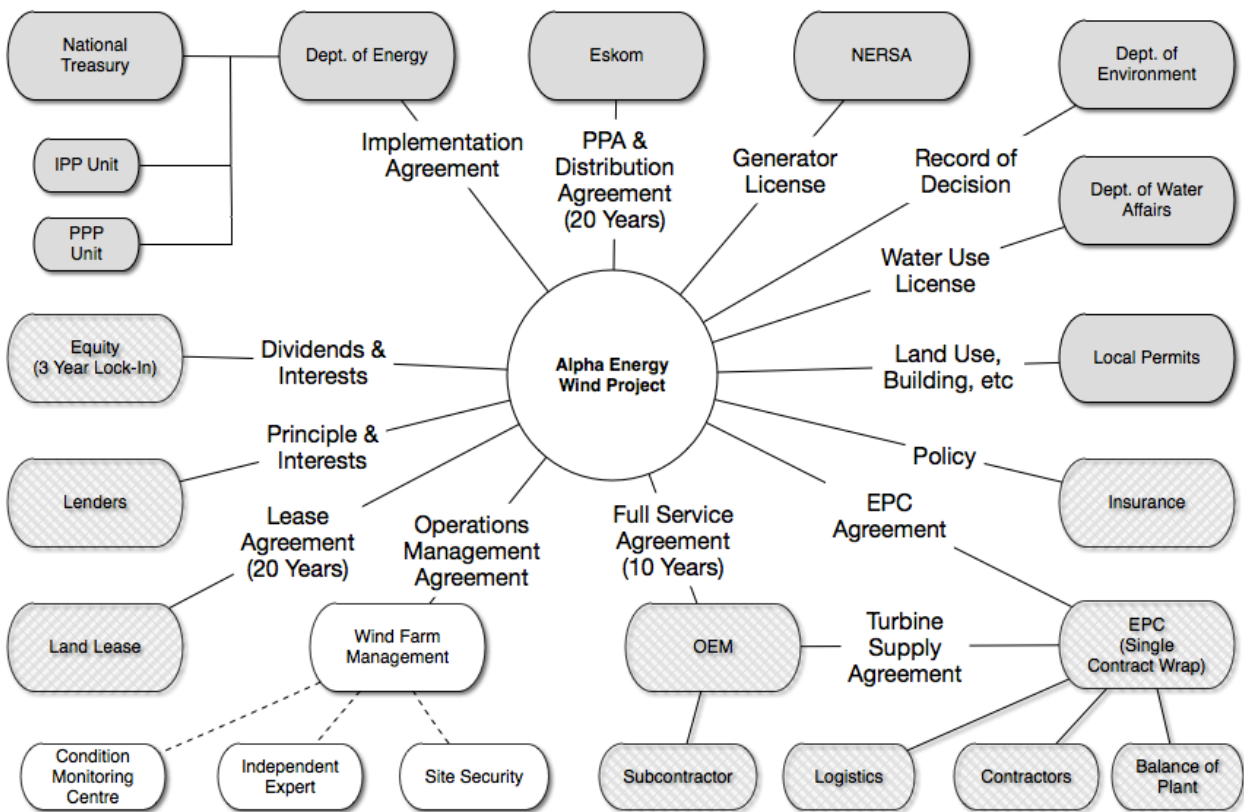 National
Treasury
Dept. of Energy
Eskom
NERSA
Dept. of
Environment
IPP Unit
PPP
Unit
Implementation
Agreement
PPA &
Distribution
Agreement
(20 Years)
Generator
License
Record of
Decision
Dept. of Water
Affairs
Water Use
License
Equity
(3 Year Lock-In)
Dividends &
Interests
Alpha Energy
Wind Project
Land Use,
Building, etc
Local Permits
Principle &
Interests
Policy
Lenders
Insurance
Lease
Agreement
(20 Years)
Operations
Management
Agreement
Full Service
Agreement
(10 Years)
EPC
Agreement
Land Lease
Wind Farm
Management
OEM
Turbine
Supply
Agreement
EPC
(Single
Contract Wrap)
Condition
Monitoring
Centre
Independent
Expert
Site Security
Subcontractor
Logistics
Contractors
Balance of
Plant